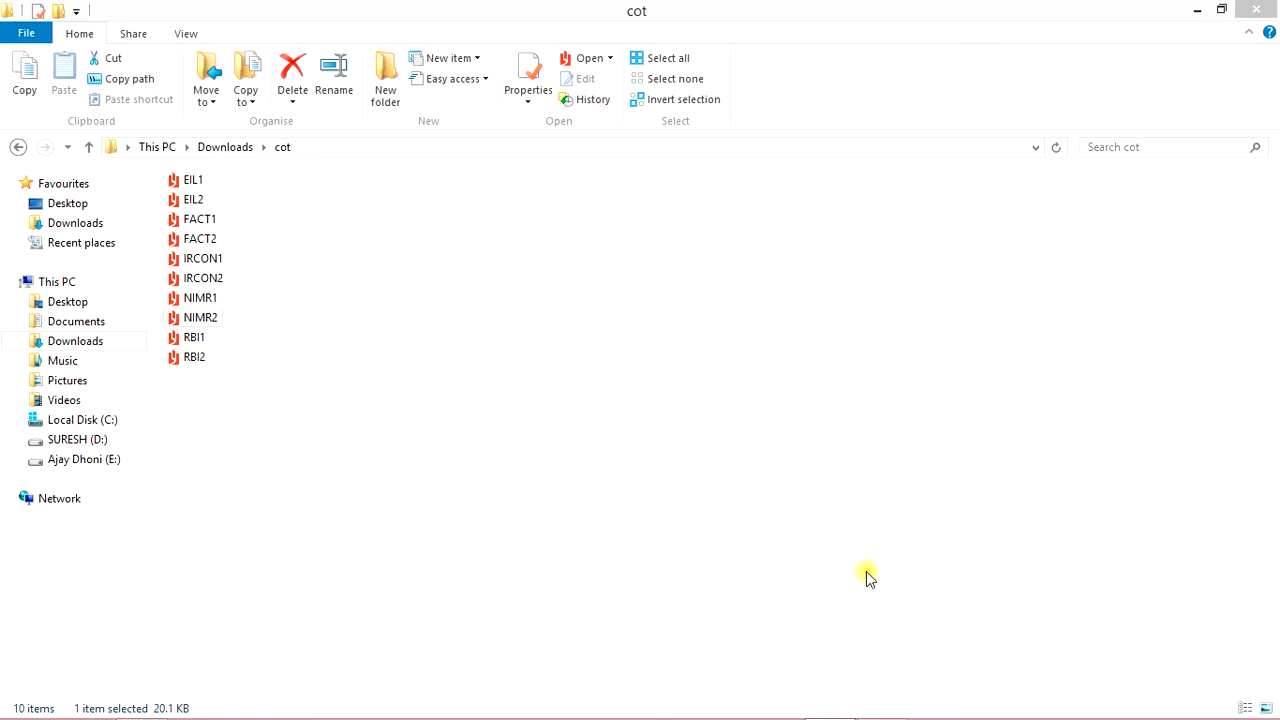 cot
File Home Share View
Copy
Paste
Cut
Copy path
Paste shortcut
Clipboard
Move to
Copy to
Delete
Rename
Organise
New folder
New item
Easy access
New
Properties
Open
Edit
History
Open
Select all
Select none
Invert selection
Select
This PC Downloads cot
Search cot
Favourites
Desktop
Downloads
Recent places
This PC
Desktop
Documents
Downloads
Music
Pictures
Videos
Local Disk (C:)
SURESH (D:)
Ajay Dhoni (E:)
Network
EIL1
EIL2
FACT1
FACT2
IRCON1
IRCON2
NIMR1
NIMR2
RBI1
RBI2
10 items 1 item selected 20.1 KB